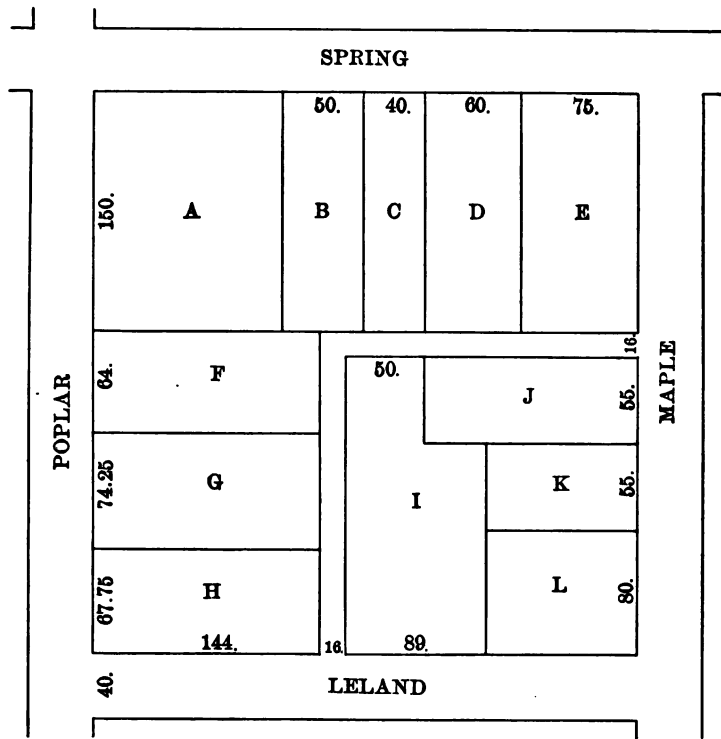 SPRING
50. 40. 60. 75.
150. A B C D E
16.
64. F 50. J 55.
POPLAR MAPLE
74.25 G I K 55.
67.75 H L 80.
144. 16. 89.
40. LELAND